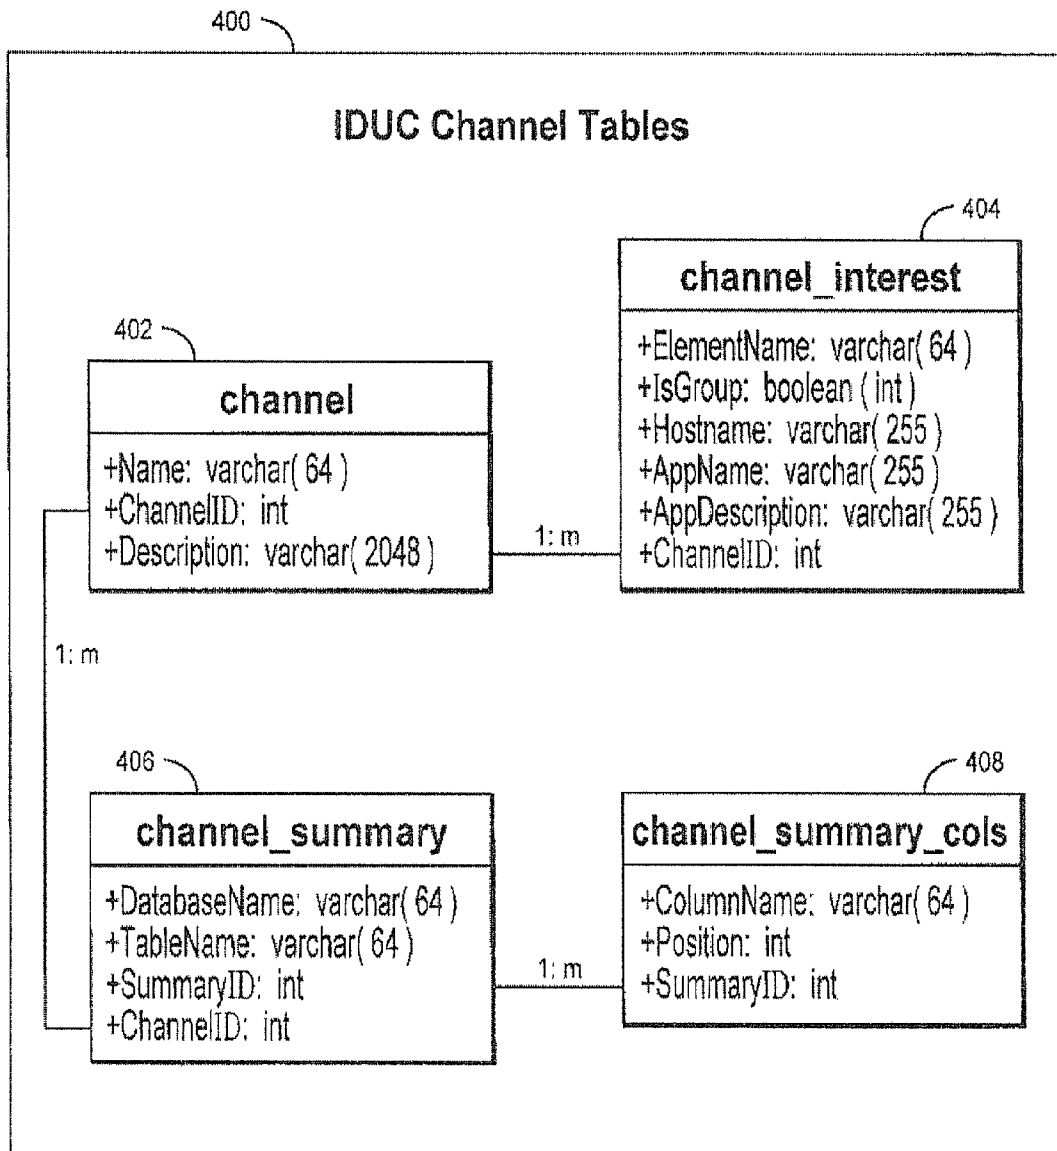 400
IDUC Channel Tables
404
channel_interest
+ElementName: varchar( 64 )
+IsGroup: boolean ( int )
+Hostname: varchar( 255 )
+AppName: varchar( 255 )
+AppDescription: varchar( 255 )
+ChannelID: int
402
channel
+Name: varchar( 64 )
+ChannelID: int
+Description: varchar( 2048 )
1: m
1: m
406
channel_summary
+DatabaseName: varchar( 64 )
+TableName: varchar( 64 )
+SummaryID: int
+ChannelID: int
1: m
408
channel_summary_cols
+ColumnName: varchar( 64 )
+Position: int
+SummaryID: int